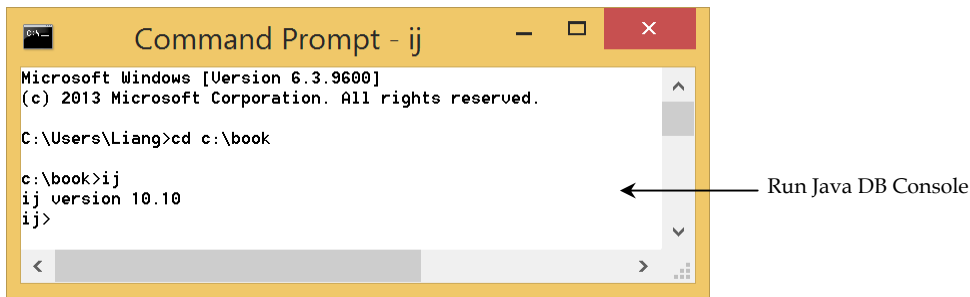 Command Prompt - ij
Microsoft Windows [Version 6.3.9600]
(c) 2013 Microsoft Corporation. All rights reserved.
C:\Users\Liang>cd c:\book
c:\book>ij
ij version 10.10
ij>
Run Java DB Console